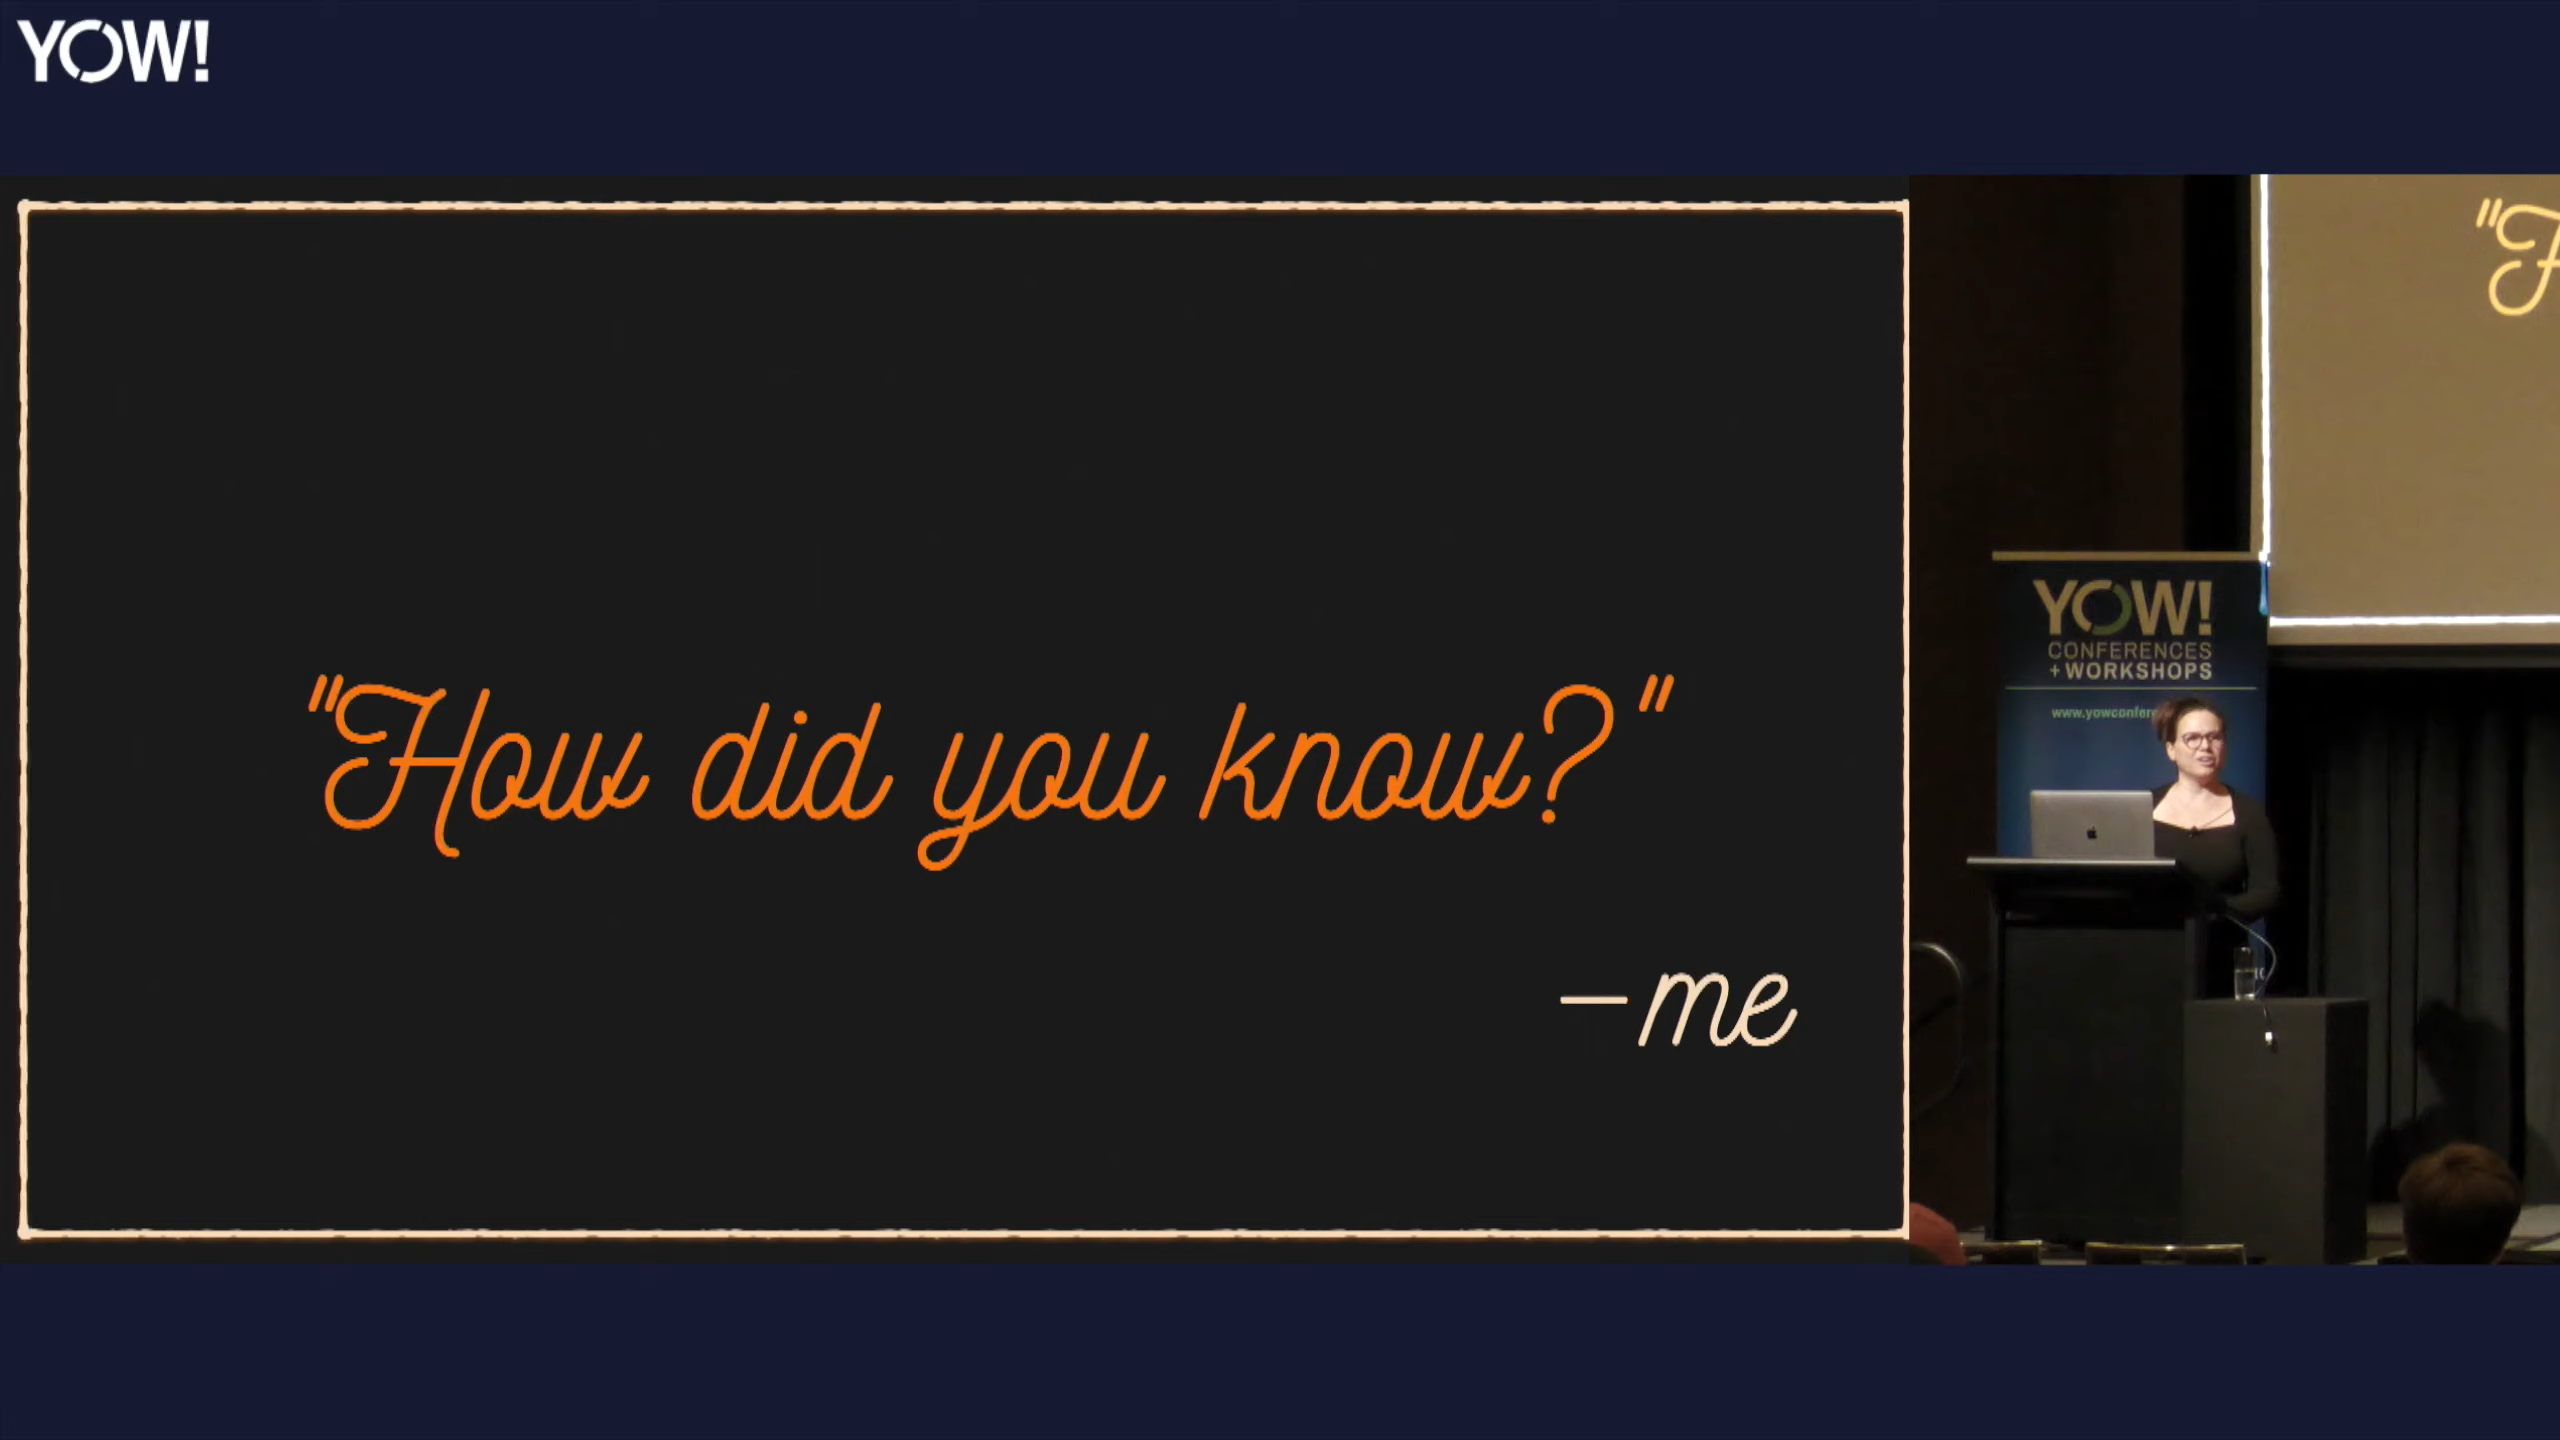 YOW!
"How did you know?"
—me
"H
YOW!
CONFERENCES
+WORKSHOPS